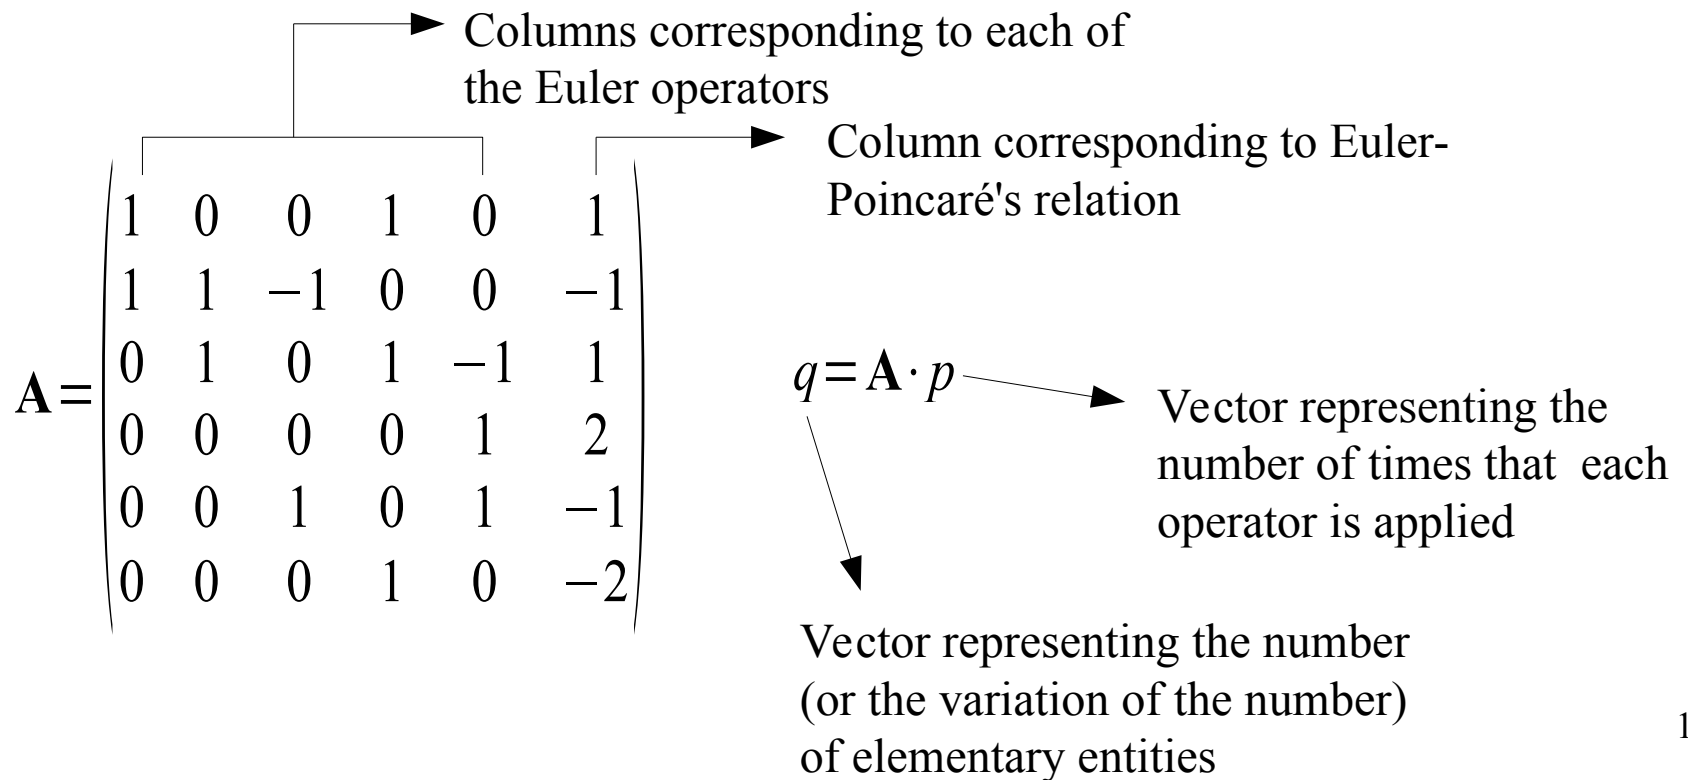 Columns corresponding to each of
the Euler operators
Column corresponding to Euler-
Poincaré's relation
A=
1 0 0 1 0 1
1 1 −1 0 0 −1
0 1 0 1 −1 1
0 0 0 0 1 2
0 0 1 0 1 −1
0 0 0 1 0 −2
q=A·p
Vector representing the
number of times that each
operator is applied
Vector representing the number
(or the variation of the number)
of elementary entities
1